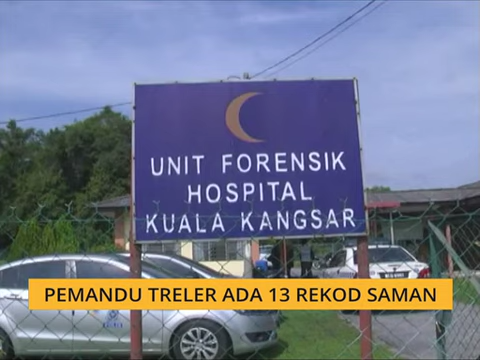 UNIT FORENSIK
HOSPITAL
KUALA KANGSAR
PEMANDU TRELER ADA 13 REKOD SAMAN